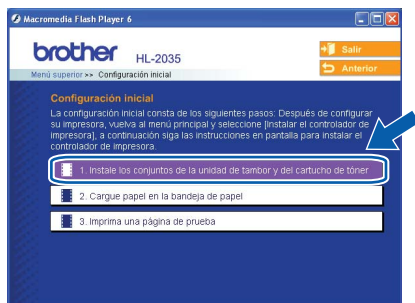 Macromedia Flash Player 6
brother HL-2035
Salir
Anterior
Menú superior >> Configuración inicial
Configuración inicial
La configuración inicial consta de los siguientes pasos: Después de configurar
su impresora, vuelva al menú principal y seleccione [Instalar el controlador de
impresora], a continuación siga las instrucciones en pantalla para instalar el
controlador de impresora.
1. Instale los conjuntos de la unidad de tambor y del cartucho de tóner
2. Cargue papel en la bandeja de papel
3. Imprima una página de prueba